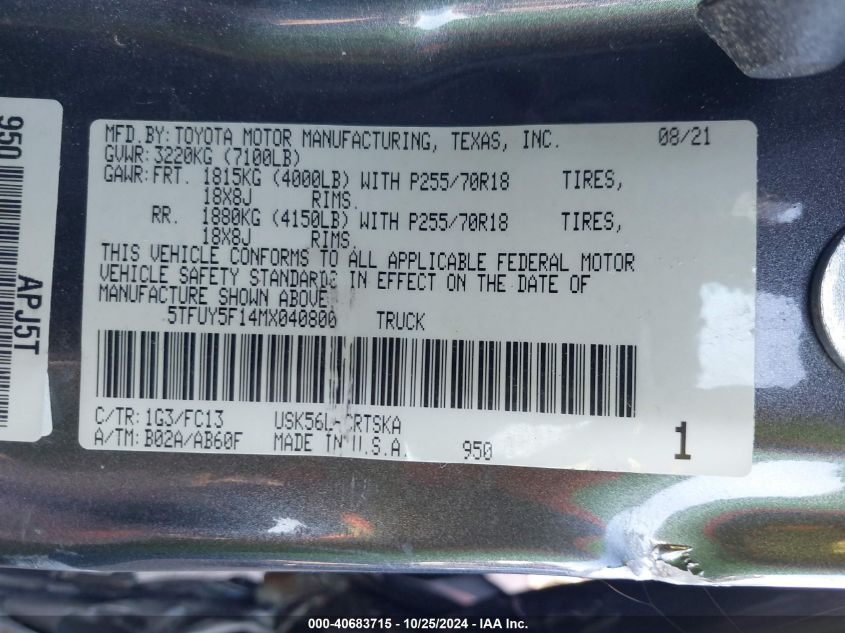 950
APJ5T
MFD.BY: TOYOTA MOTOR MANUFACTURING, TEXAS, INC. 08/21
GVWR: 3220KG (7100LB)
GAWR: FRT. 1815KG (4000LB) WITH P255/70R18 TIRES,
18X8J RIMS.
RR. 1880KG (4150LB) WITH P255/70R18 TIRES,
18X8J RIMS.
THIS VEHICLE CONFORMS TO ALL APPLICABLE FEDERAL MOTOR
VEHICLE SAFETY STANDARDS IN EFFECT ON THE DATE OF
MANUFACTURE SHOWN ABOVE.
5TFUY5F14MX040800 TRUCK
C/TR: 1G3/FC13 USK56L-CRTSKA
A/TM: B02A/AB60F MADE IN U.S.A. 950 1
000-40683715 - 10/25/2024 - IAA Inc.